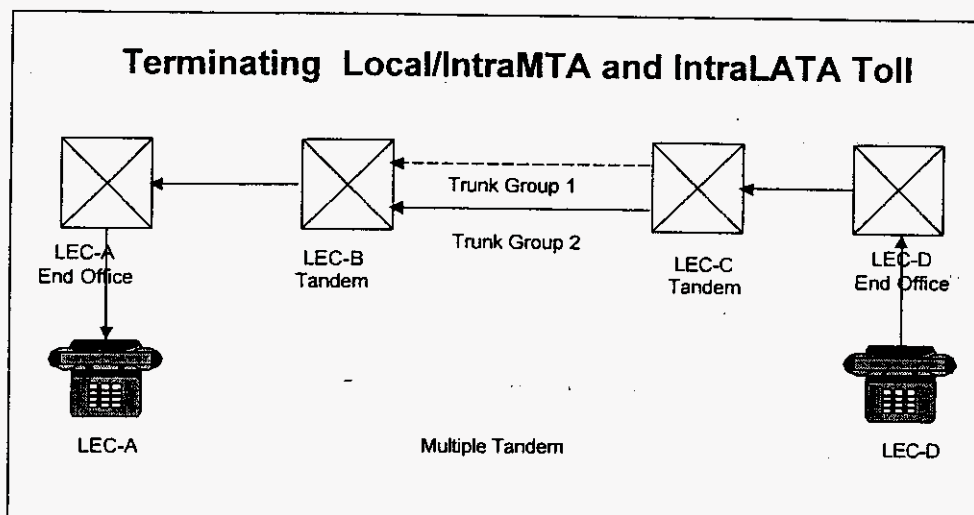 Terminating Local/IntraMTA and IntraLATA Toll
Trunk Group 1
Trunk Group 2
LEC-A
End Office
LEC-B
Tandem
LEC-C
Tandem
LEC-D
End Office
LEC-A
Multiple Tandem
LEC-D